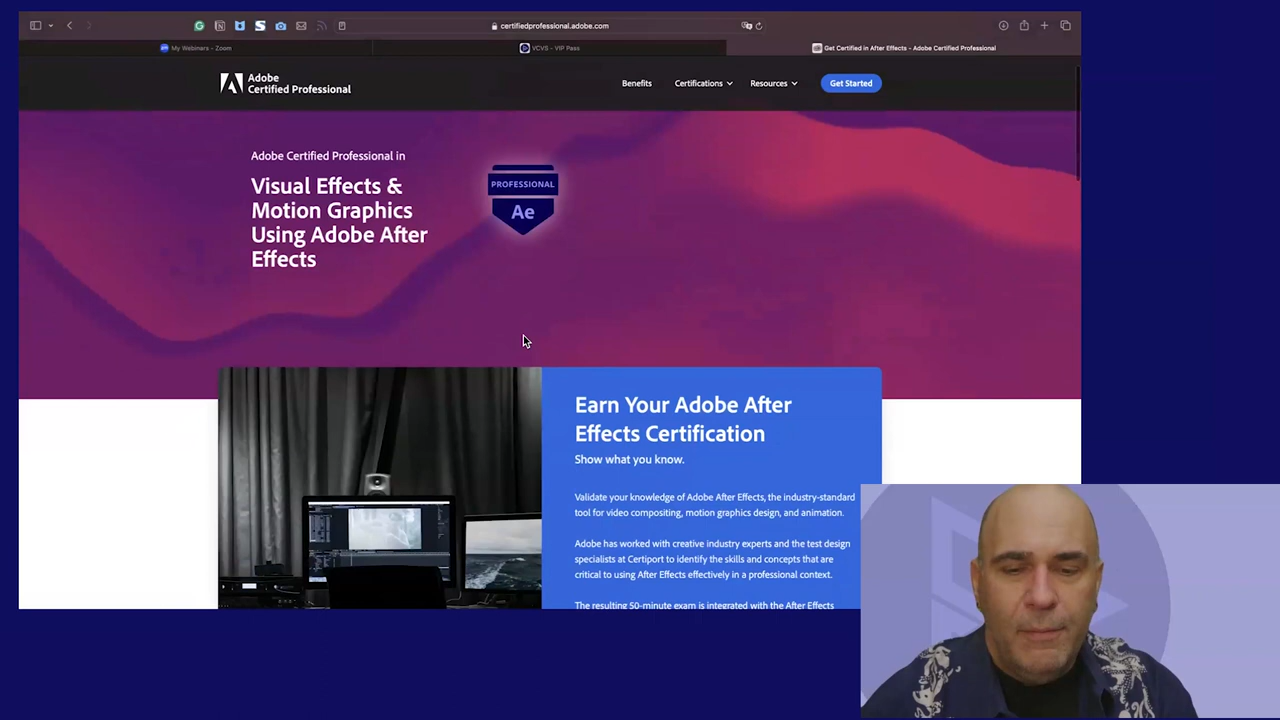 certifiedprofessional.adobe.com
My Webinars - Zoom
VCVS - VIP Pass
Get Certified in After Effects - Adobe Certified Professional
Adobe
Certified Professional
Benefits
Certifications
Resources
Get Started
Adobe Certified Professional in
Visual Effects &
Motion Graphics
Using Adobe After
Effects
PROFESSIONAL
Ae
Earn Your Adobe After
Effects Certification
Show what you know.
Validate your knowledge of Adobe After Effects, the industry-standard
tool for video compositing, motion graphics design, and animation.
Adobe has worked with creative industry experts and the test design
specialists at Certiport to identify the skills and concepts that are
critical to using After Effects effectively in a professional context.
The resulting 50-minute exam is integrated with the After Effects